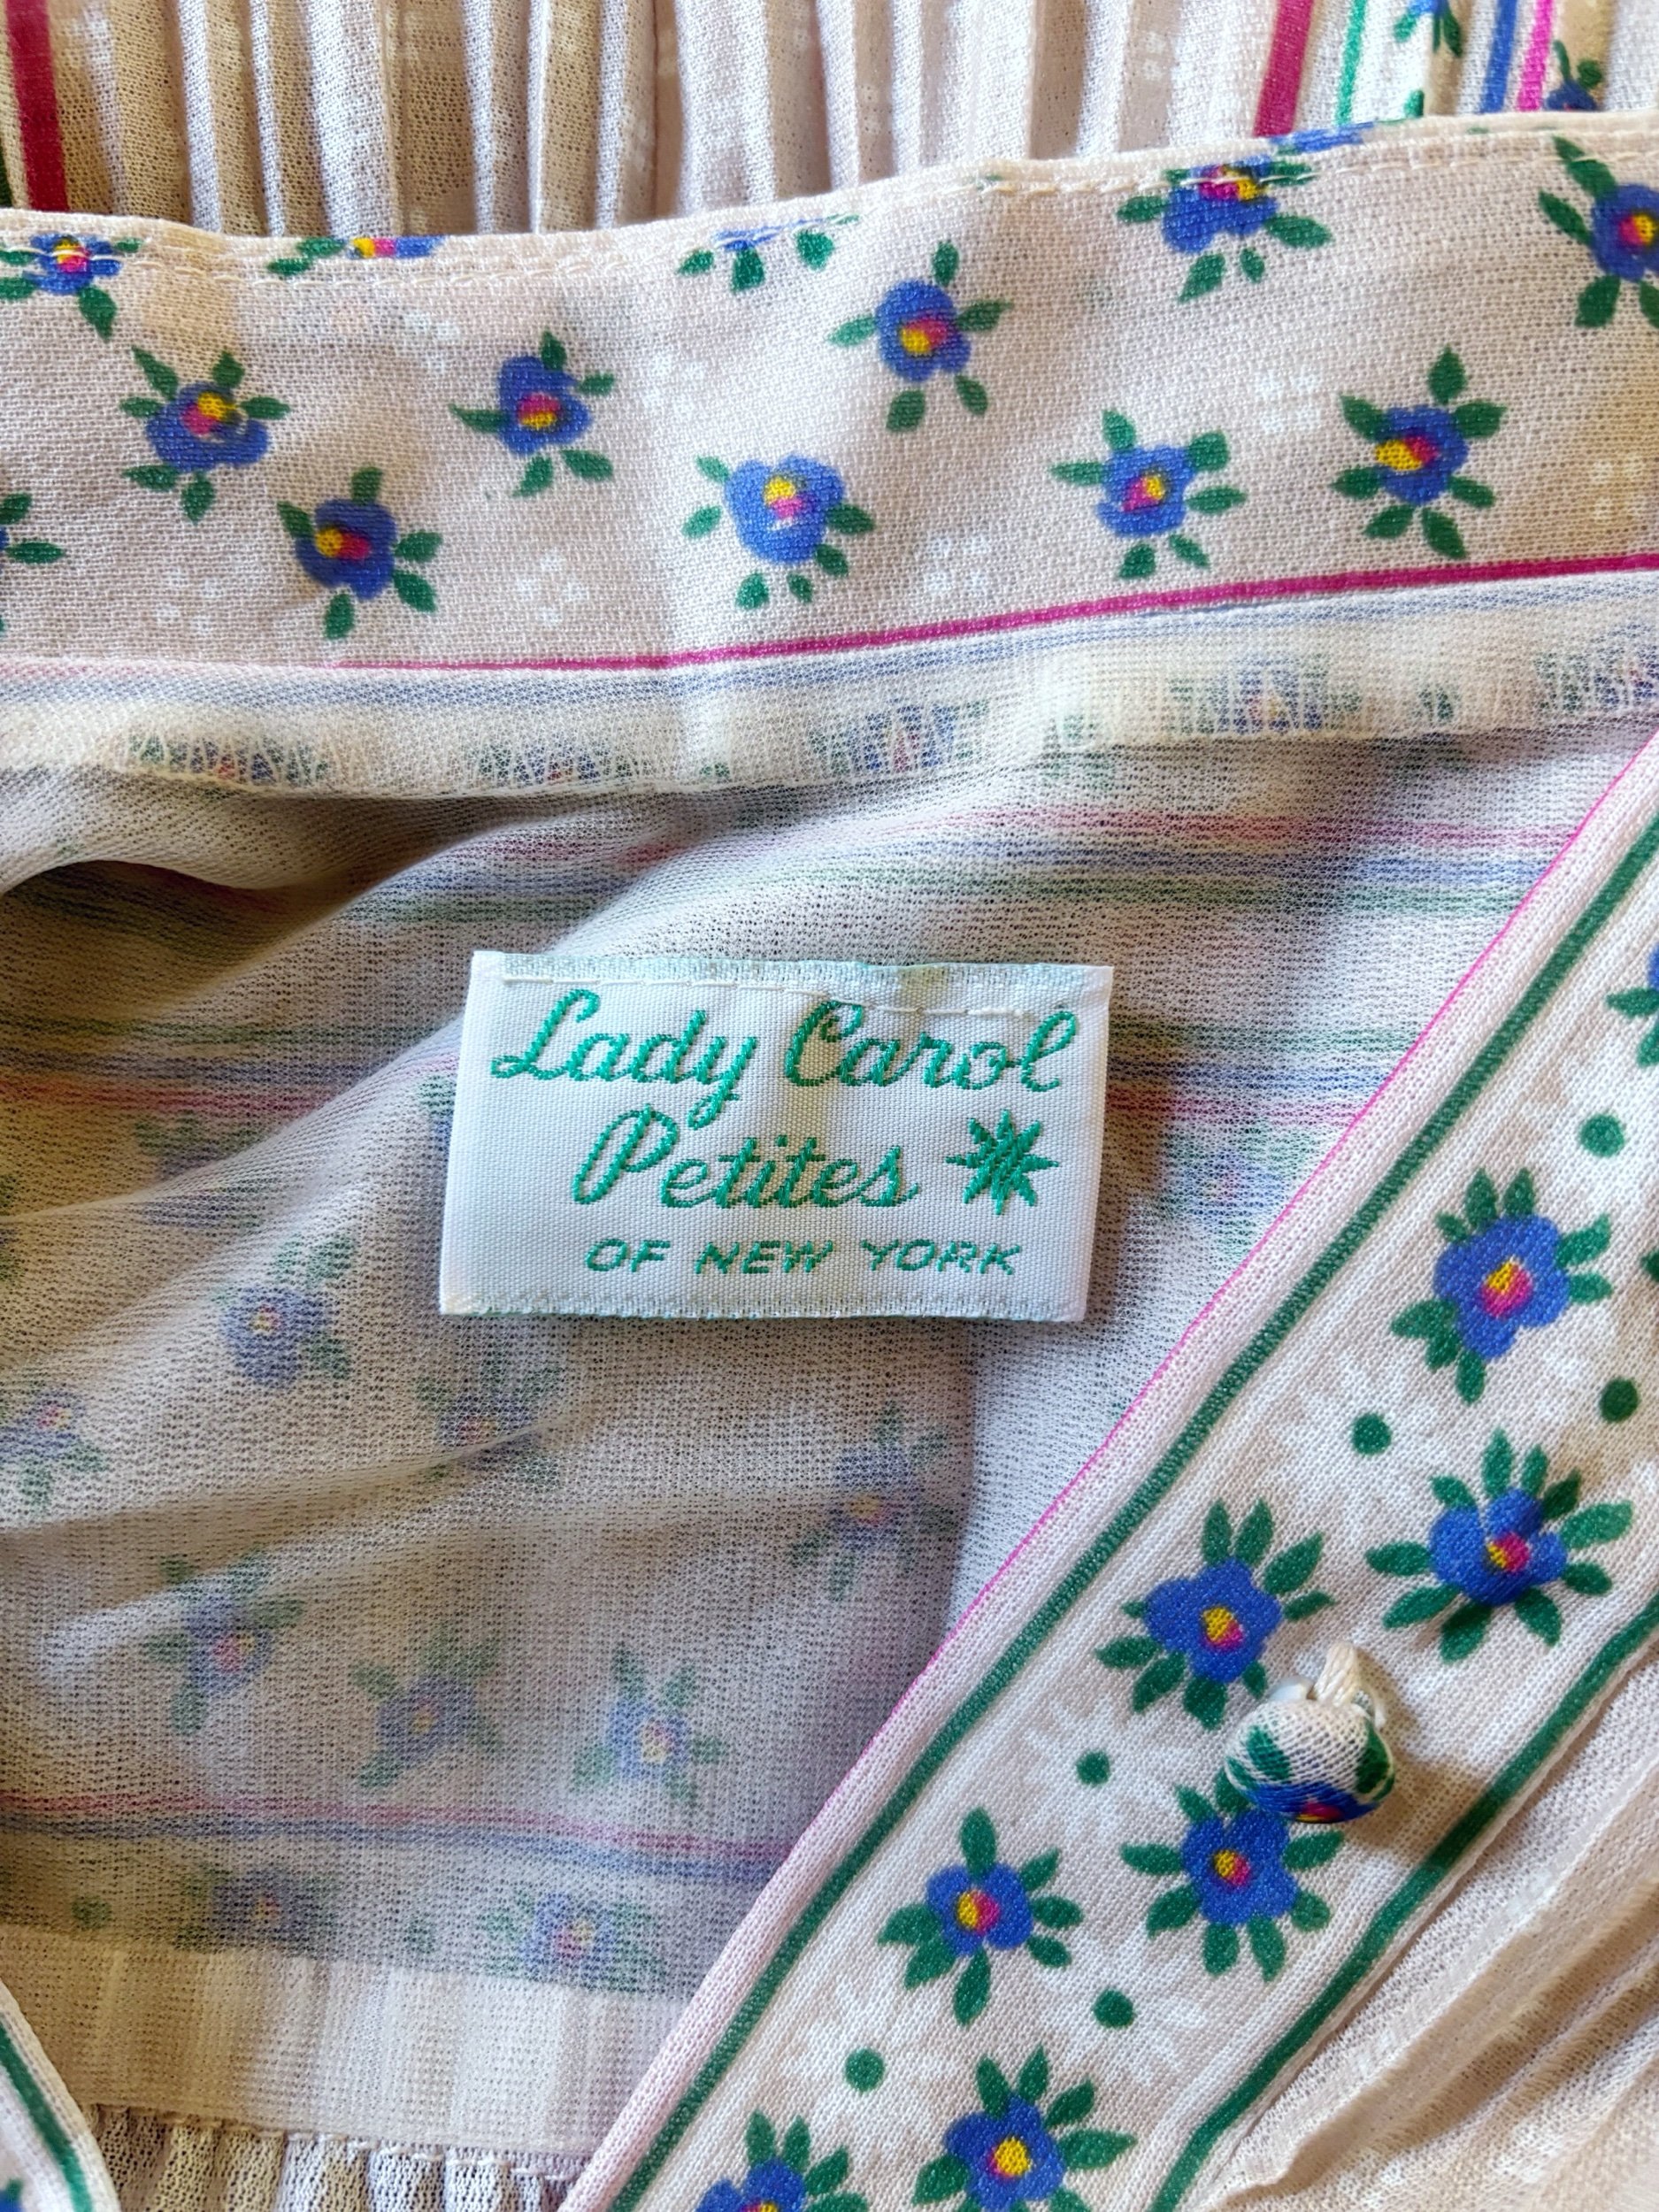 Lady Carol
Petites
OF NEW YORK